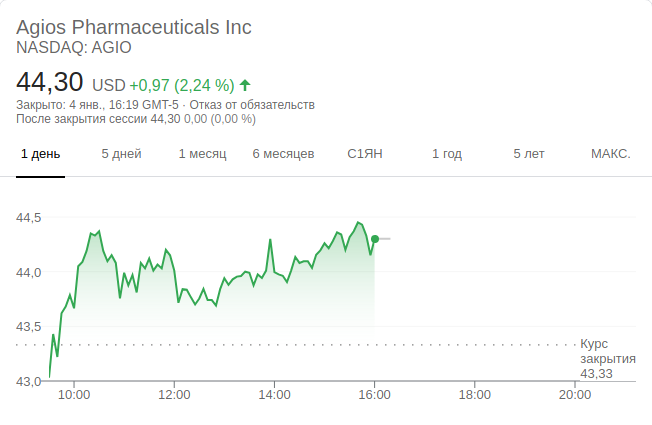 Agios Pharmaceuticals Inc
NASDAQ: AGIO
44,30 USD +0,97 (2,24 %)
Закрыто: 4 янв., 16:19 GMT-5 · Отказ от обязательств
После закрытия сессии 44,30 0,00 (0,00 %)
1 день 5 дней 1 месяц 6 месяцев С1ЯН 1 год 5 лет МАКС.
44,5
44,0
43,5
Курс
закрытия
43,33
43,0
10:00 12:00 14:00 16:00 18:00 20:00